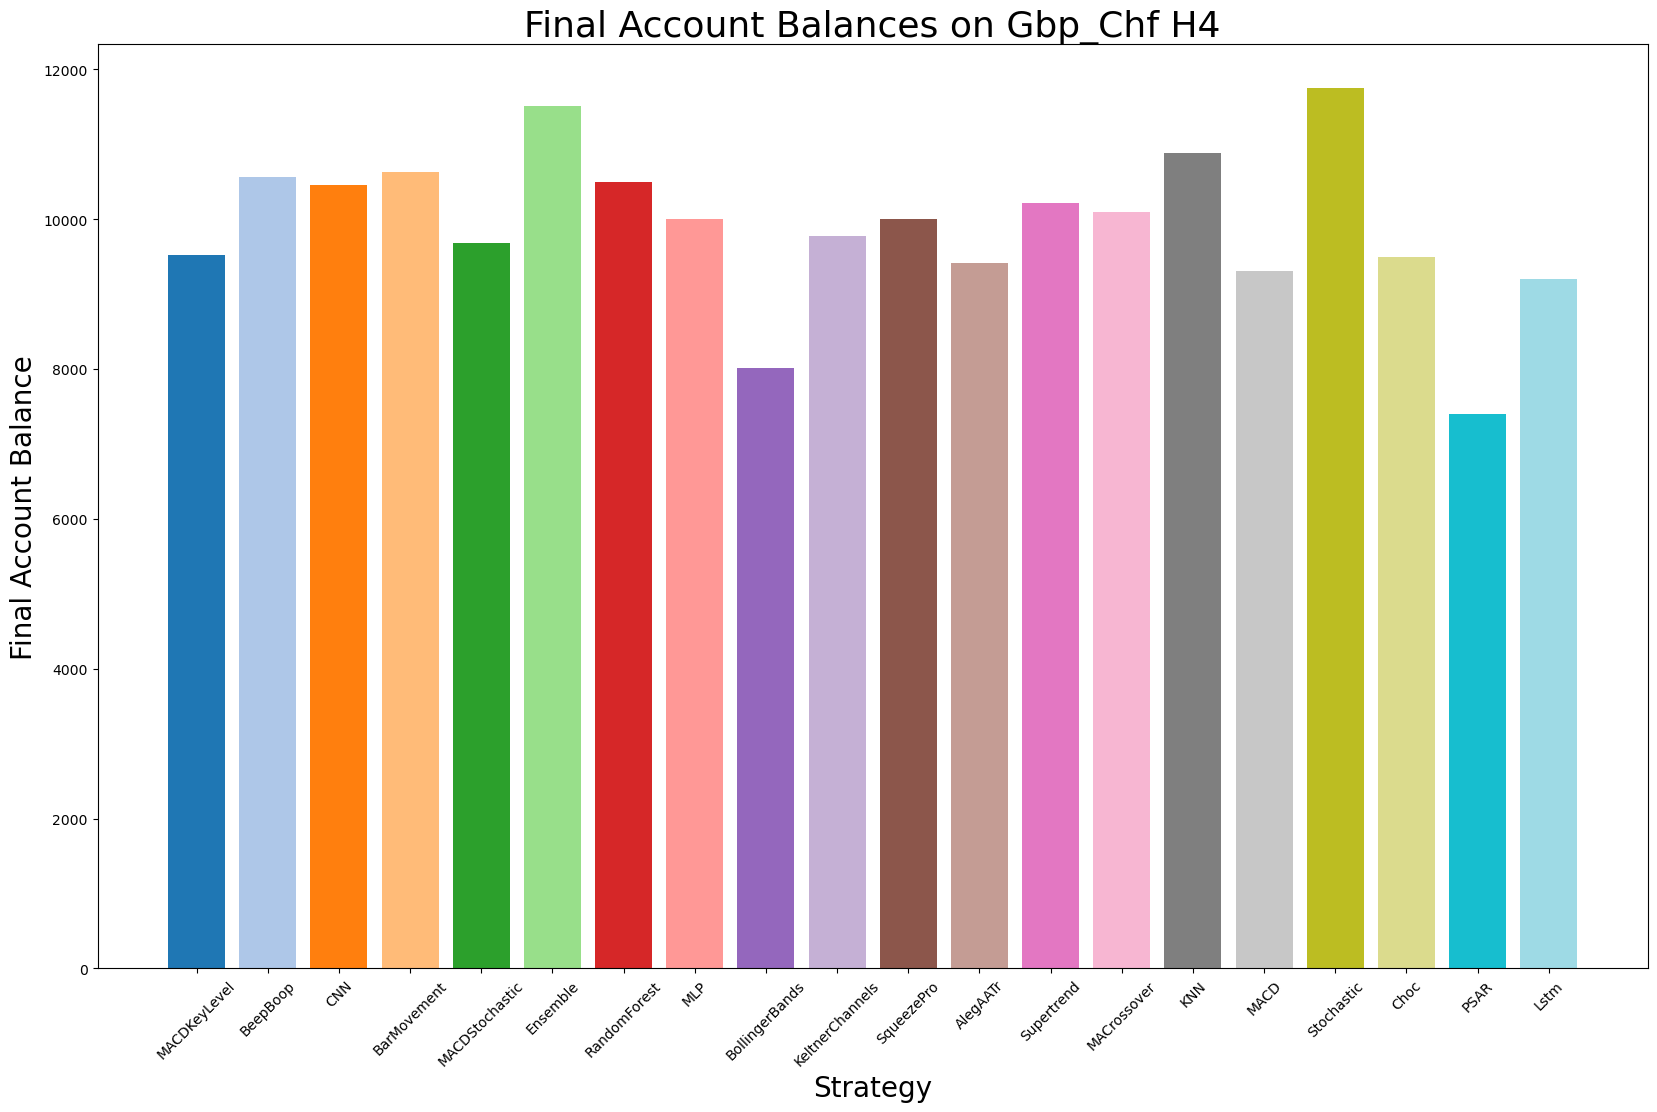 Final Account Balances on Gbp_Chf H4
Final Account Balance
12000
10000
8000
6000
4000
2000
0
MACDKeyLevel
BeepBoop
CNN
BarMovement
MACDStochastic
Ensemble
RandomForest
MLP
BollingerBands
KeltnerChannels
SqueezePro
AlegAATr
Supertrend
MACrossover
KNN
MACD
Stochastic
Choc
PSAR
Lstm
Strategy